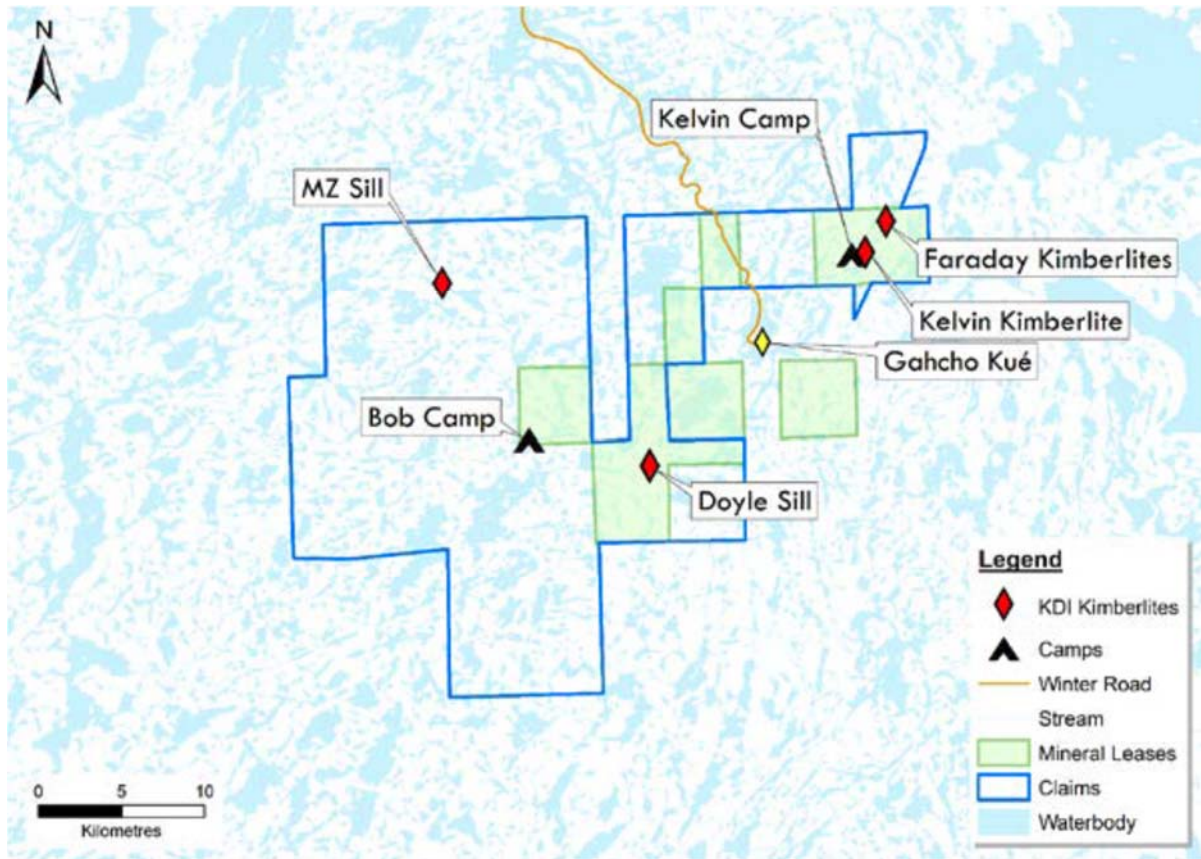 N
Kelvin Camp
MZ Sill
Faraday Kimberlites
Kelvin Kimberlite
Gahcho Kué
Bob Camp
Doyle Sill
Legend
KDI Kimberlites
Camps
Winter Road
Stream
Mineral Leases
Claims
Waterbody
0 5 10
Kilometres